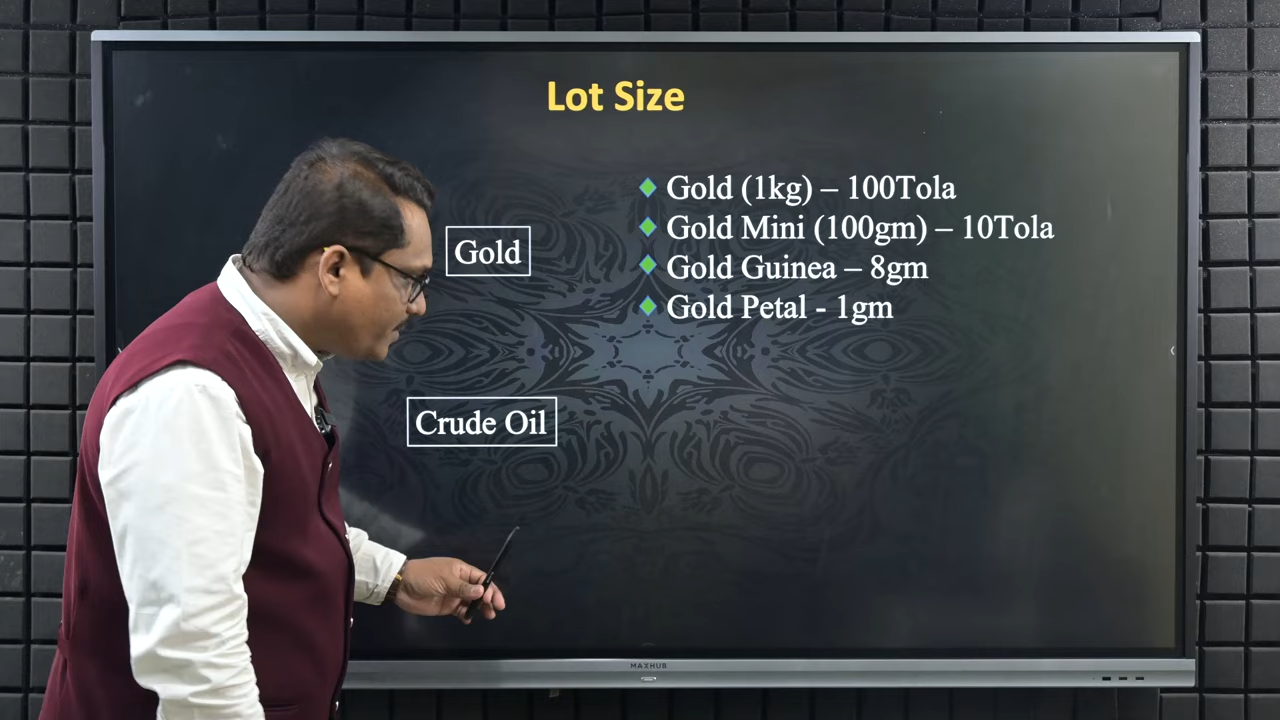 Lot Size
Gold
Gold (1kg) – 100Tola
Gold Mini (100gm) – 10Tola
Gold Guinea – 8gm
Gold Petal - 1gm
Crude Oil
MAXHUB